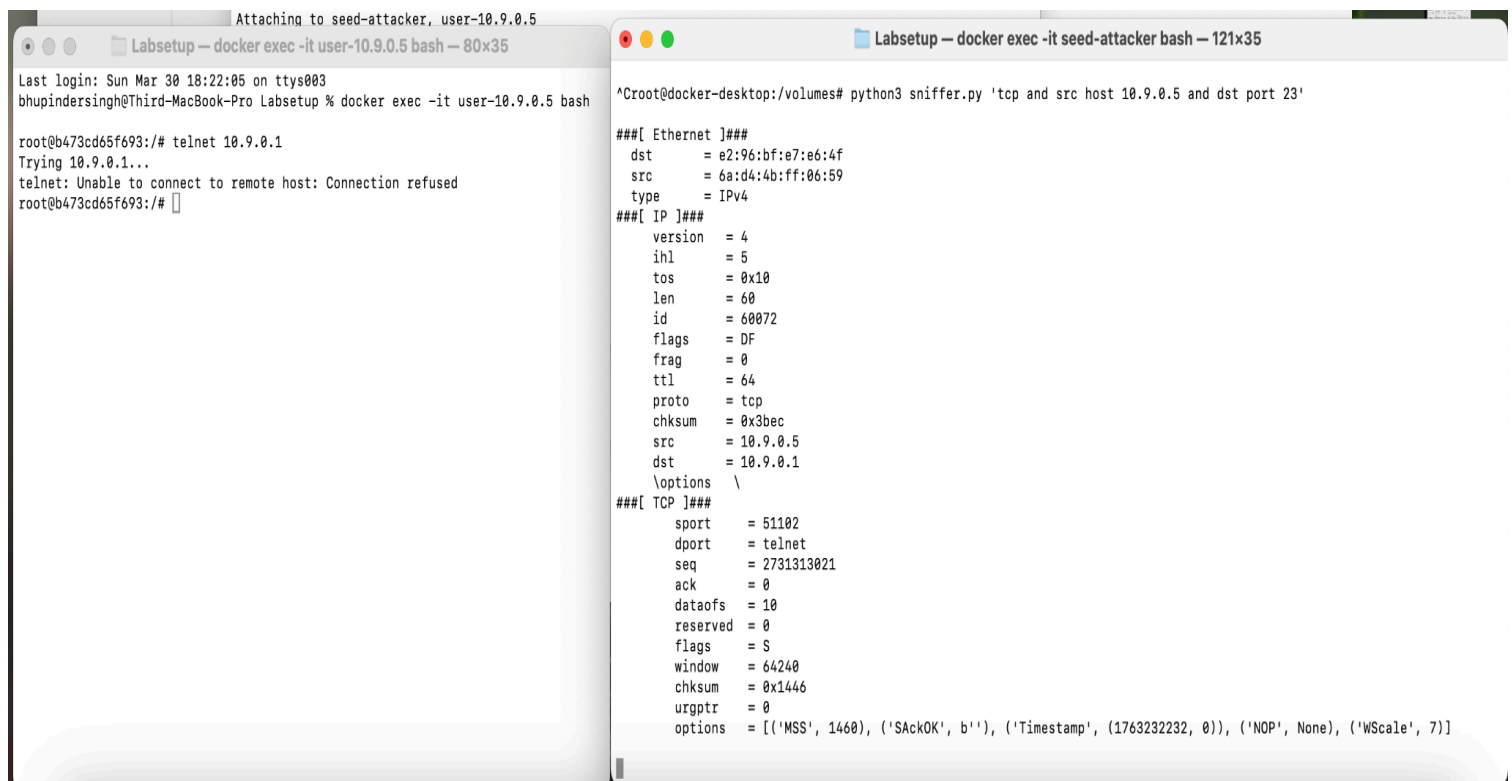 Attaching to seed-attacker, user-10.9.0.5
Labsetup — docker exec -it user-10.9.0.5 bash — 80×35
Last login: Sun Mar 30 18:22:05 on ttys003
bhupindersingh@Third-MacBook-Pro Labsetup % docker exec -it user-10.9.0.5 bash
root@b473cd65f693:/# telnet 10.9.0.1
Trying 10.9.0.1...
telnet: Unable to connect to remote host: Connection refused
root@b473cd65f693:/#
Labsetup — docker exec -it seed-attacker bash — 121×35
^Croot@docker-desktop:/volumes# python3 sniffer.py 'tcp and src host 10.9.0.5 and dst port 23'
###[ Ethernet ]###
dst = e2:96:bf:e7:e6:4f
src = 6a:d4:4b:ff:06:59
type = IPv4
###[ IP ]###
version = 4
ihl = 5
tos = 0x10
len = 60
id = 60072
flags = DF
frag = 0
ttl = 64
proto = tcp
chksum = 0x3bec
src = 10.9.0.5
dst = 10.9.0.1
\options \
###[ TCP ]###
sport = 51102
dport = telnet
seq = 2731313021
ack = 0
dataofs = 10
reserved = 0
flags = S
window = 64240
chksum = 0x1446
urgptr = 0
options = [('MSS', 1460), ('SAckOK', b''), ('Timestamp', (1763232232, 0)), ('NOP', None), ('WScale', 7)]